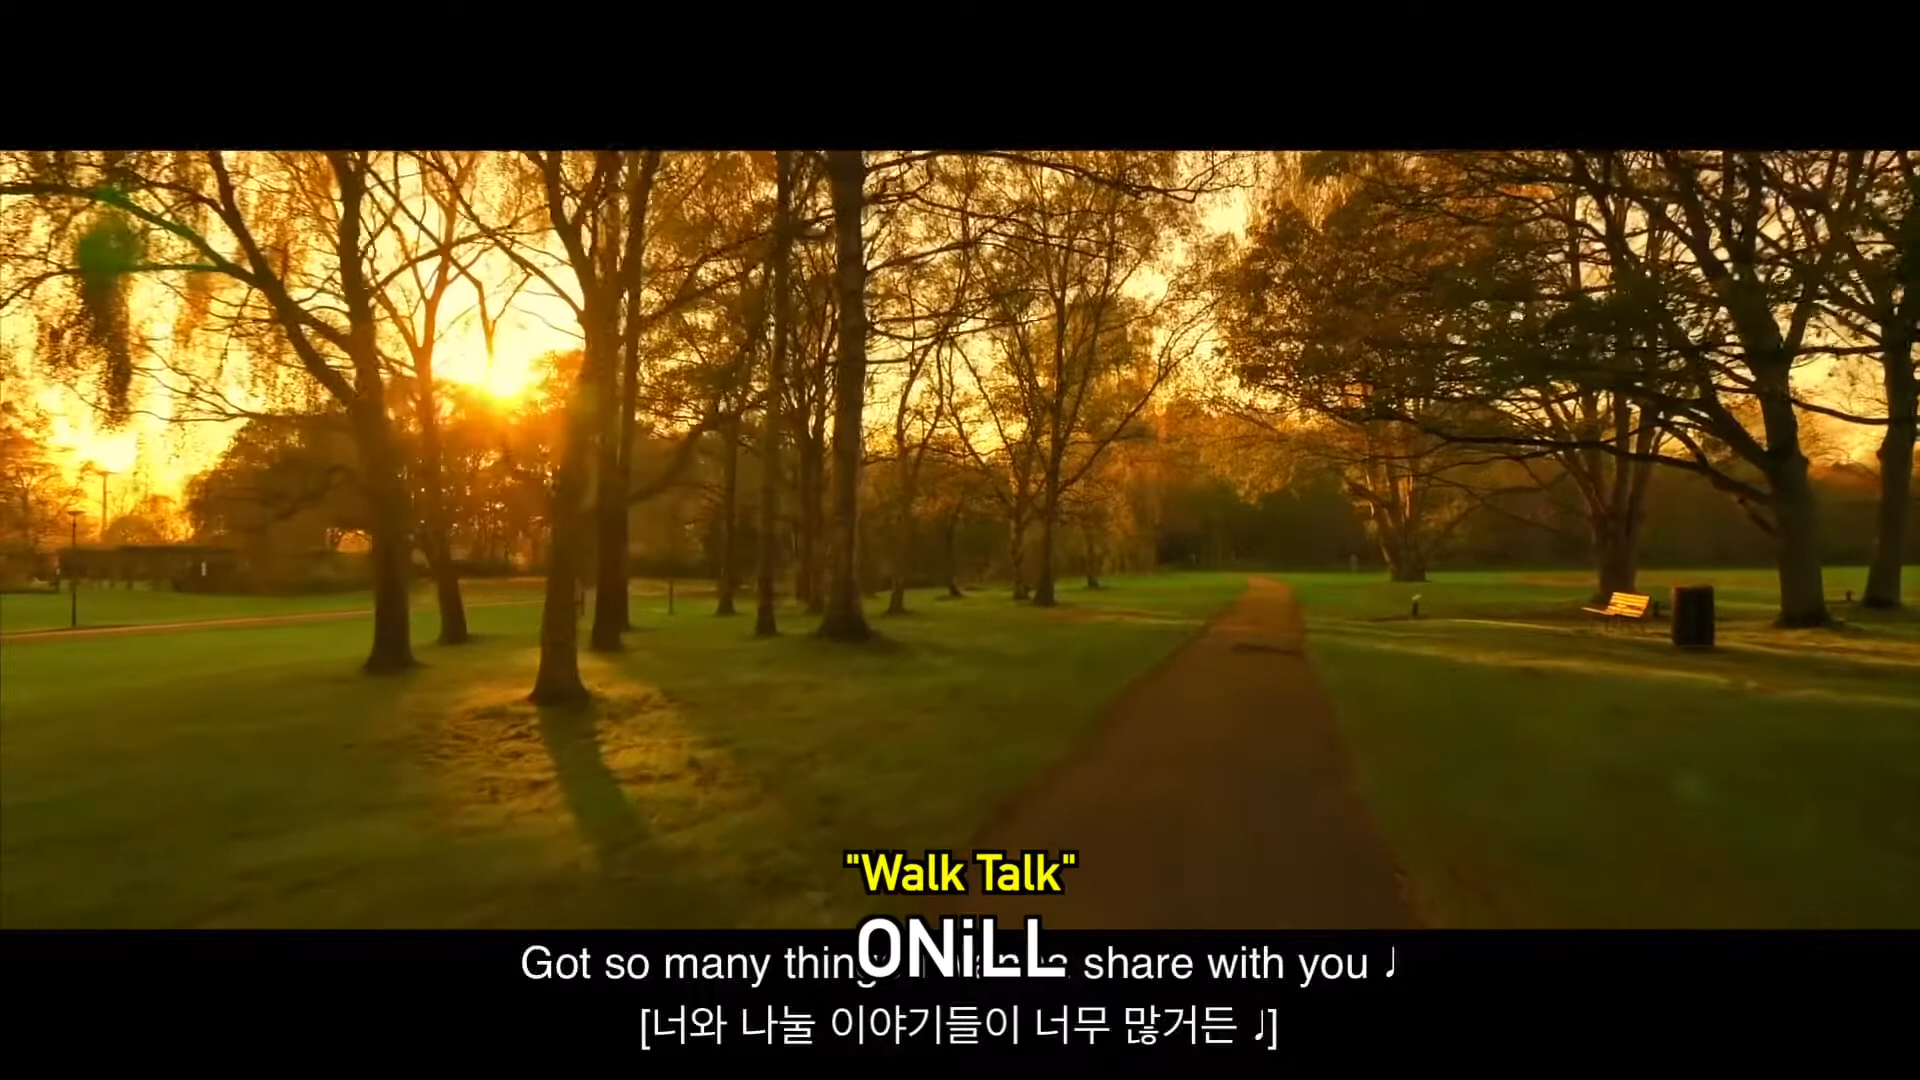 "Walk Talk"
ONiLL
Got so many things share with you ♩
[너와 나눌 이야기들이 너무 많거든 ♩]